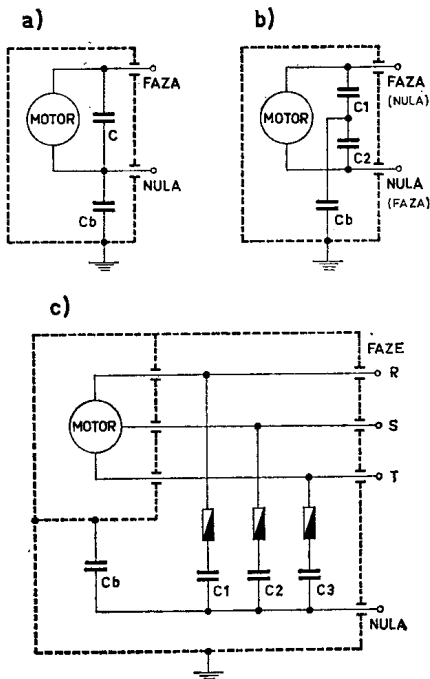 a)
FAZA
MOTOR
C
NULA
Cb
b)
FAZA
(NULA)
C1
MOTOR
C2
NULA
(FAZA)
Cb
c)
FAZE
R
MOTOR
S
T
Cb
C1
C2
C3
NULA